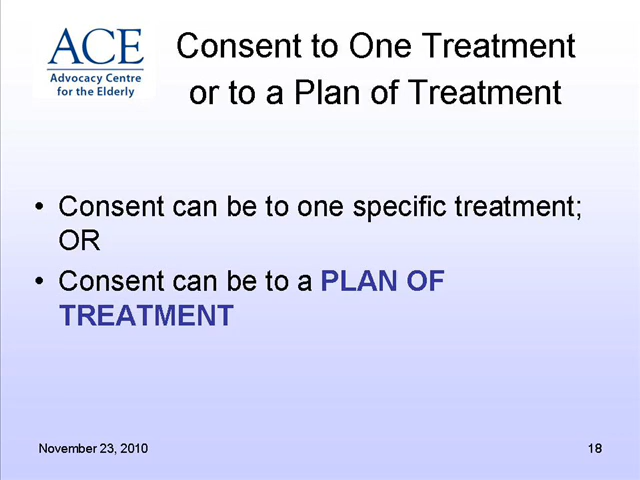 ACE
Advocacy Centre
for the Elderly
Consent to One Treatment
or to a Plan of Treatment
• Consent can be to one specific treatment;
OR
• Consent can be to a PLAN OF
TREATMENT
November 23, 2010
18